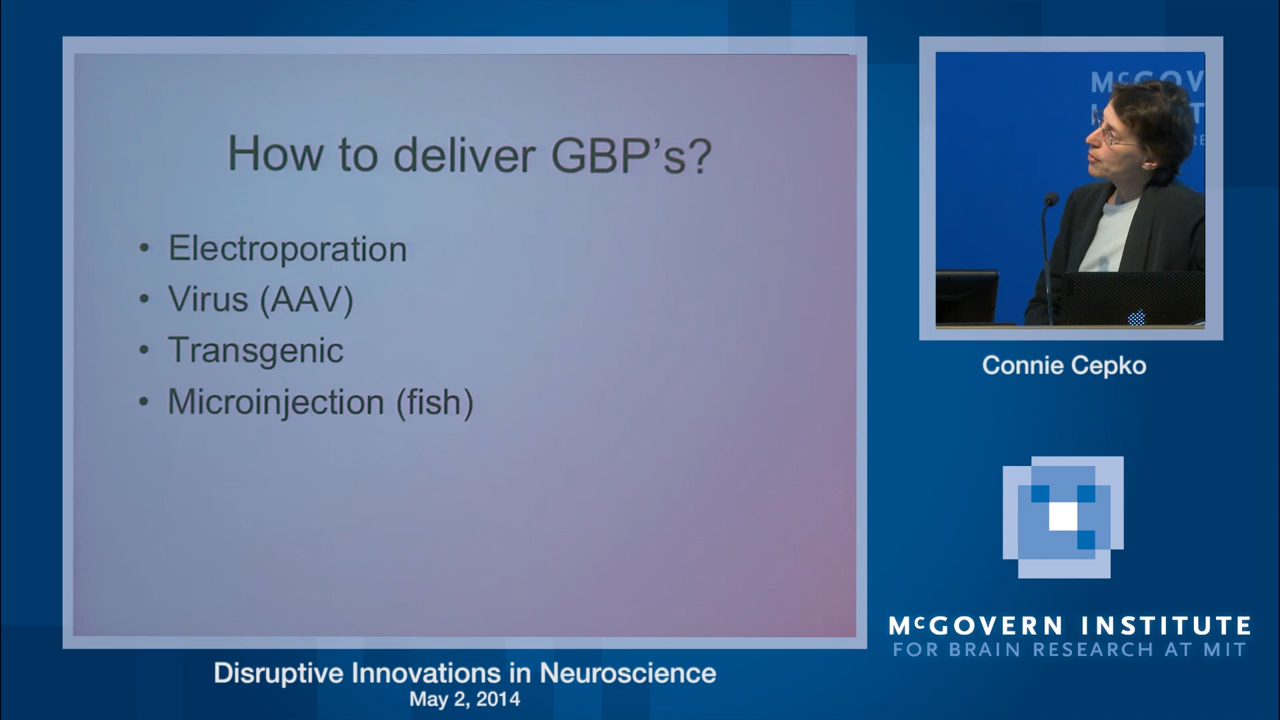 How to deliver GBP's?
• Electroporation
• Virus (AAV)
• Transgenic
• Microinjection (fish)
McGOV
Connie Cepko
McGOVERN INSTITUTE
FOR BRAIN RESEARCH AT MIT
Disruptive Innovations in Neuroscience
May 2, 2014